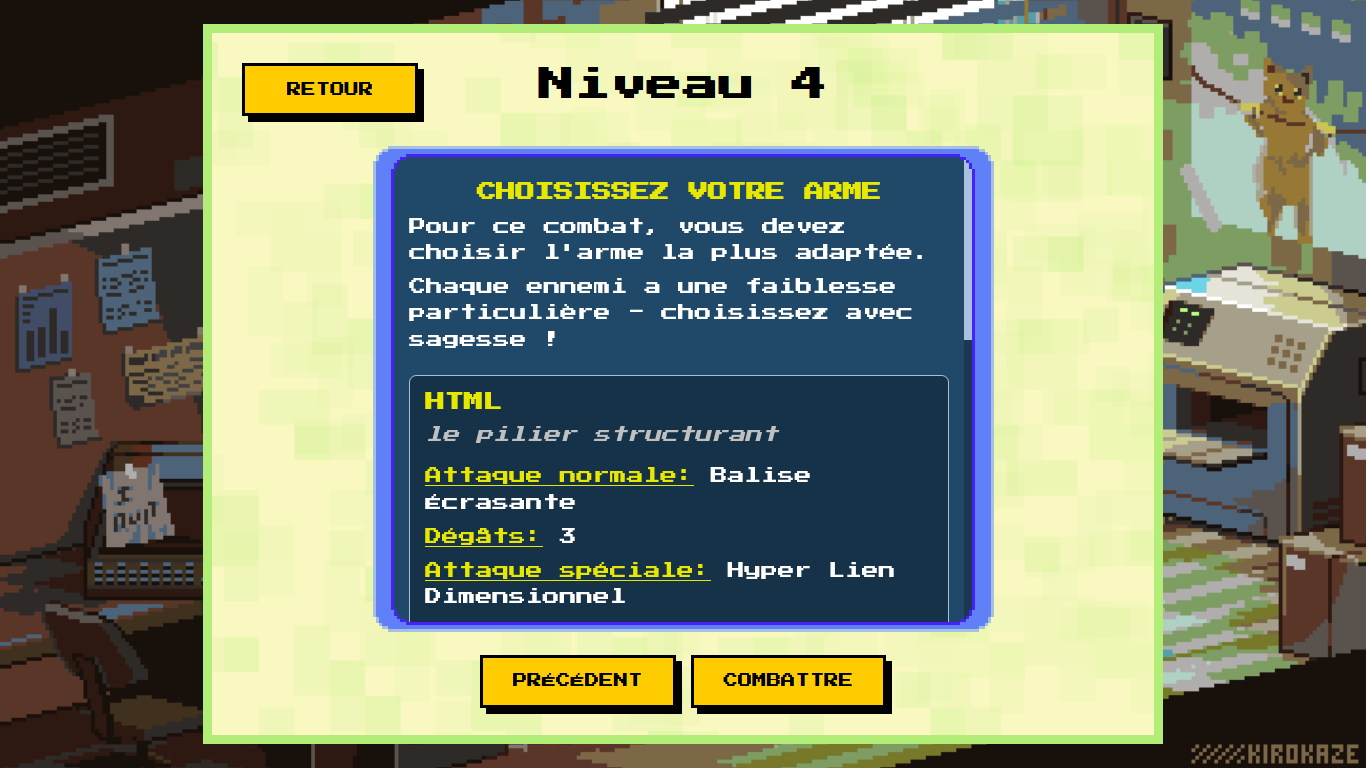 RETOUR
Niveau 4
CHOISISSEZ VOTRE ARME
Pour ce combat, vous devez
choisir l'arme la plus adaptée.
Chaque ennemi a une faiblesse
particulière - choisissez avec
sagesse !
HTML
le pilier structurant
Attaque normale: Balise
écrasante
Dégâts: 3
Attaque spéciale: Hyper Lien
Dimensionnel
I
QUIT
PRéCéDENT
COMBATTRE
KIROKAZE